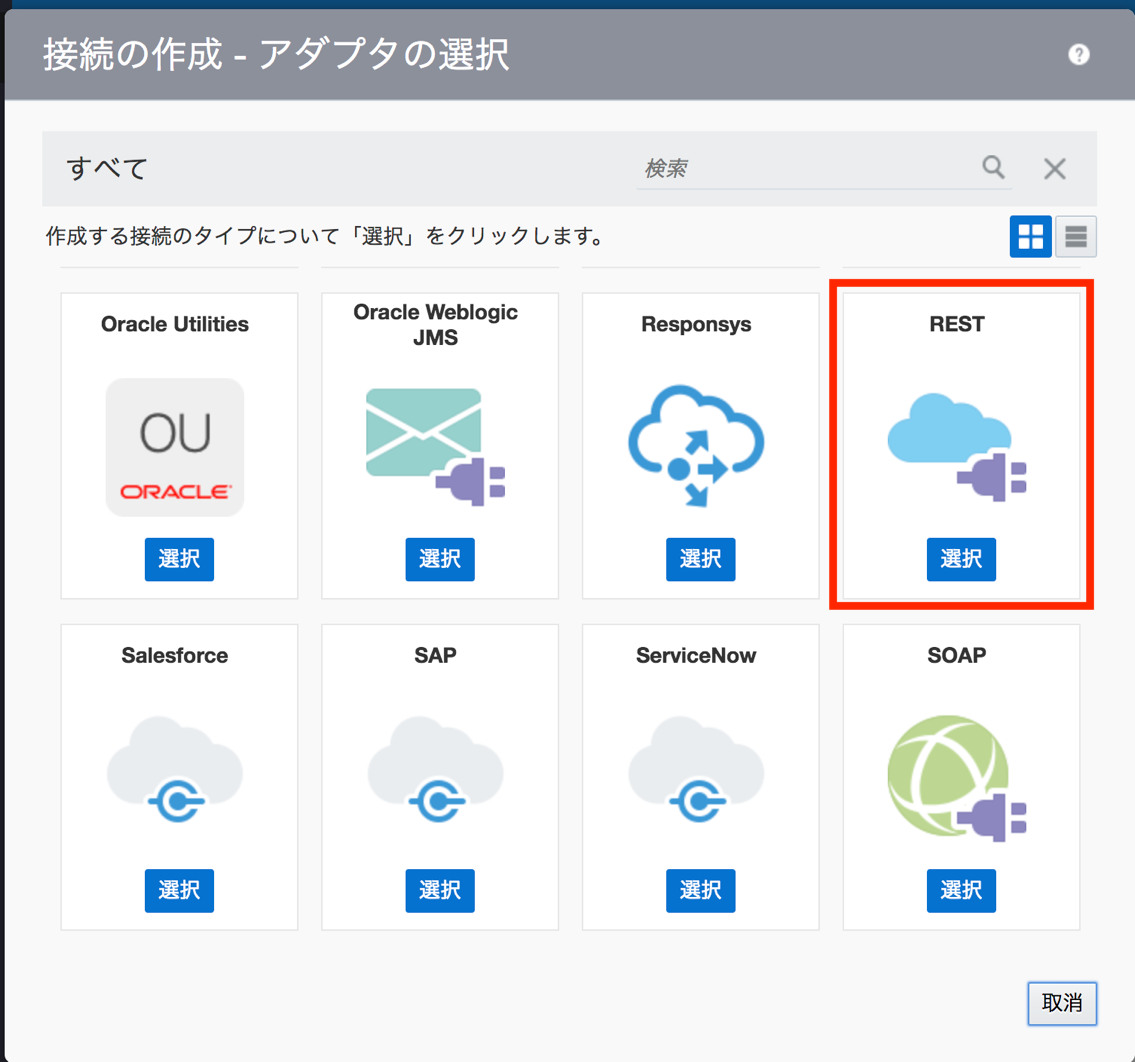 接続の作成 - アダプタの選択
?
すべて
検索
作成する接続のタイプについて「選択」をクリックします。
Oracle Utilities
OU
ORACLE
選択
Oracle Weblogic
JMS
選択
Responsys
選択
REST
選択
Salesforce
選択
SAP
選択
ServiceNow
選択
SOAP
選択
取消